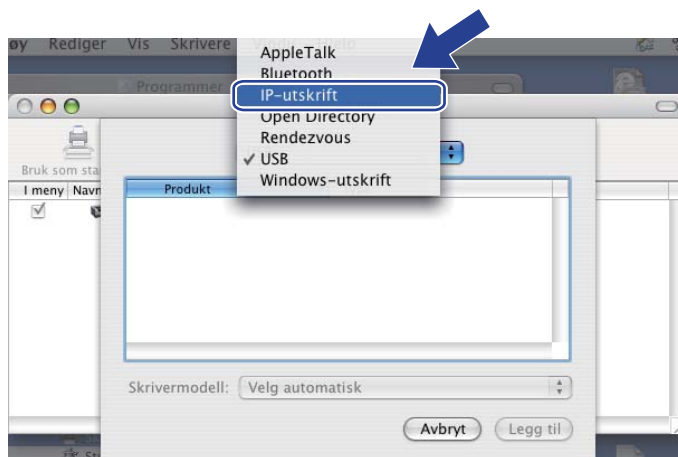 øy Rediger Vis Skrivere
AppleTalk
Bluetooth
Programmer
IP-utskrift
Open Directory
Rendezvous
✓ USB
Windows-utskrift
Bruk som sta
I meny Navn
Produkt
Skrivermodell: Velg automatisk
Avbryt Legg til